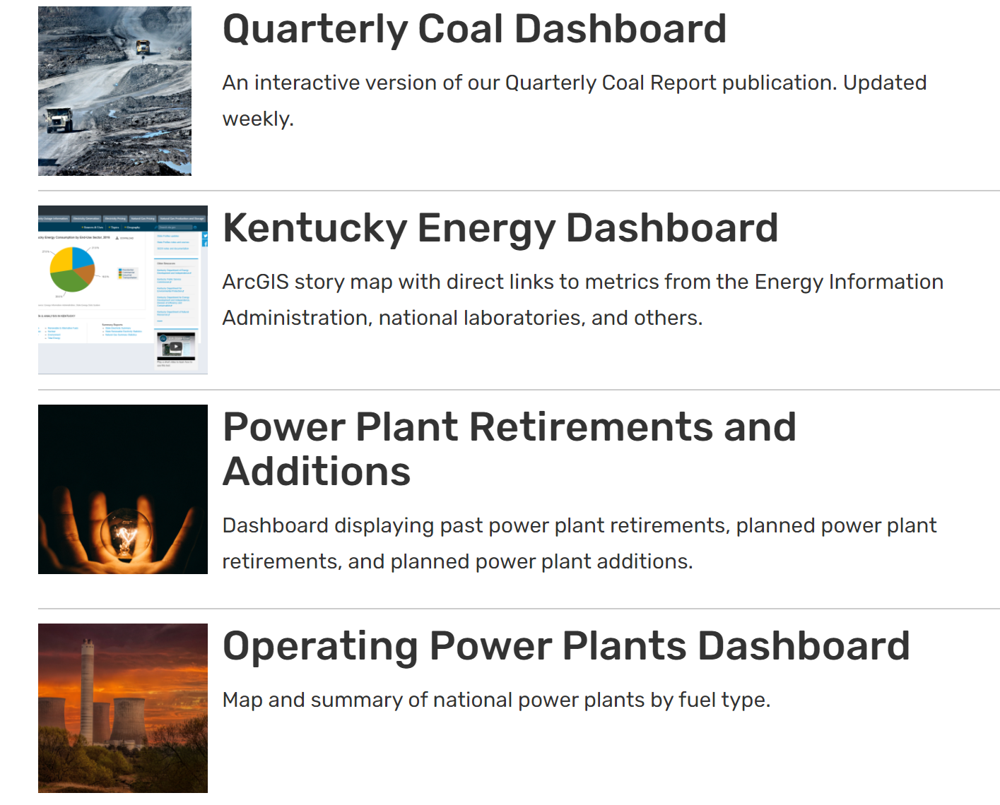 Quarterly Coal Dashboard
An interactive version of our Quarterly Coal Report publication. Updated
weekly.
Kentucky Energy Dashboard
ArcGIS story map with direct links to metrics from the Energy Information
Administration, national laboratories, and others.
Power Plant Retirements and
Additions
Dashboard displaying past power plant retirements, planned power plant
retirements, and planned power plant additions.
Operating Power Plants Dashboard
Map and summary of national power plants by fuel type.